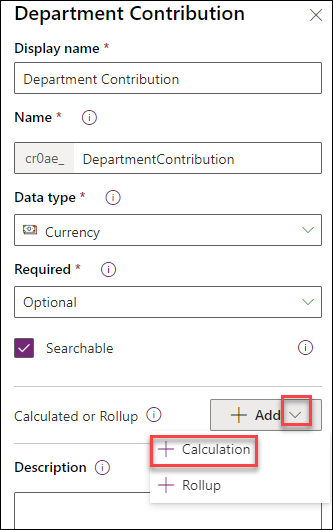 Department Contribution
Display name *
Department Contribution
Name *
cr0ae_ DepartmentContribution
Data type *
Currency
Required *
Optional
Searchable
Calculated or Rollup
Add
Calculation
Description
Rollup